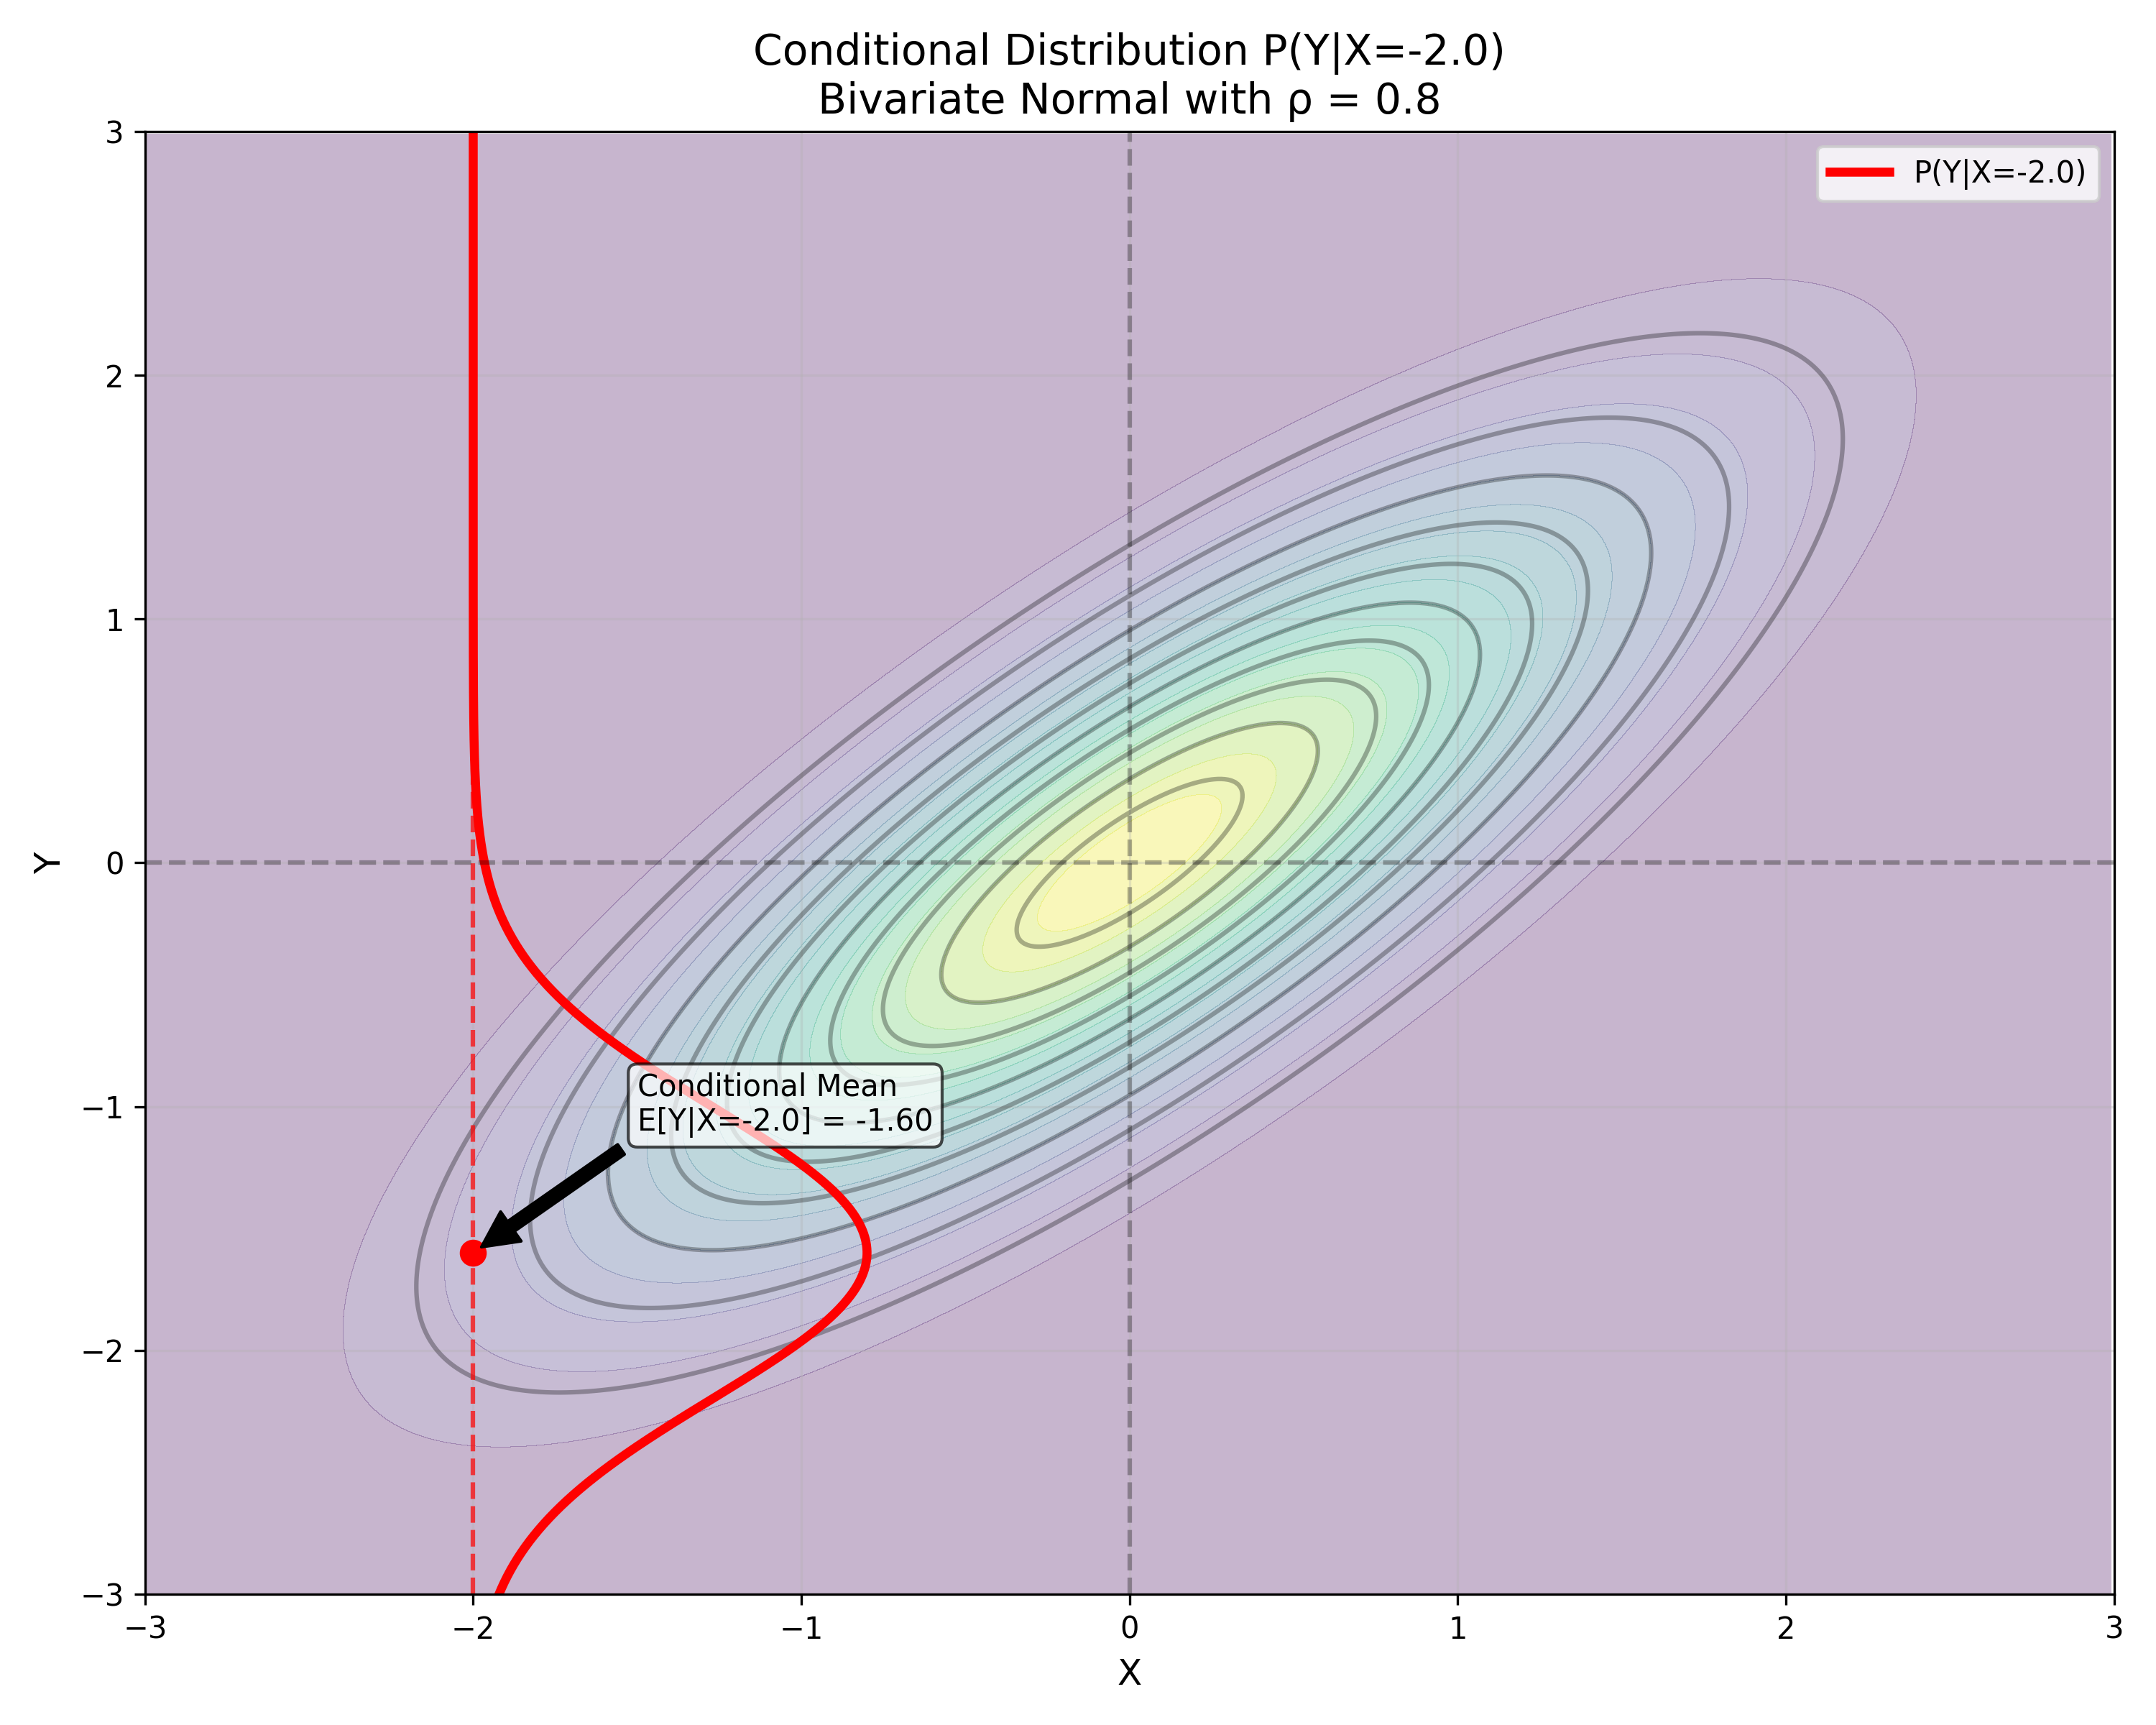 Conditional Distribution P(Y|X=-2.0)
Bivariate Normal with ρ = 0.8
P(Y|X=-2.0)
3
2
1
0
−1
−2
−3
Y
Conditional Mean
E[Y|X=-2.0] = -1.60
−3
−2
−1
0
1
2
3
X